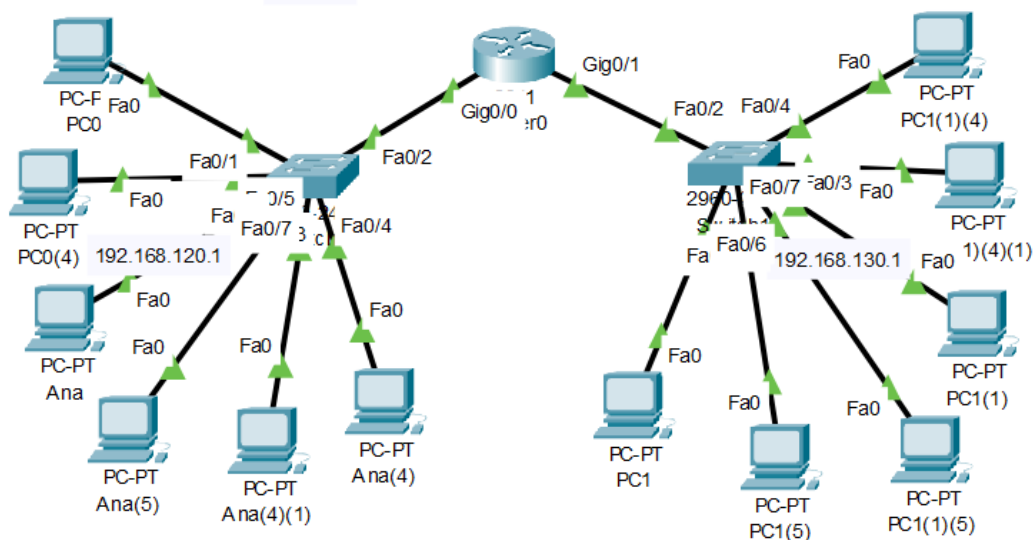 PC-F
PC0
Fa0
Gig0/0
Gig0/1
Fa0/2
Fa0/4
Fa0
PC-PT
PC1(1)(4)
Fa0/1
Fa0/2
Fa0
PC-PT
PC0(4)
192.168.120.1
Fa0/7
Fa0/4
Fa0/7
Fa0
PC-PT
1)(4)(1)
Fa0/6
192.168.130.1
Fa0
PC-PT
Ana
Fa0
PC-PT
Ana(5)
Fa0
PC-PT
Ana(4)(1)
Fa0
PC-PT
Ana(4)
Fa0
PC-PT
PC1
Fa0
PC-PT
PC1(5)
Fa0
PC-PT
PC1(1)(5)
Fa0
PC-PT
PC1(1)